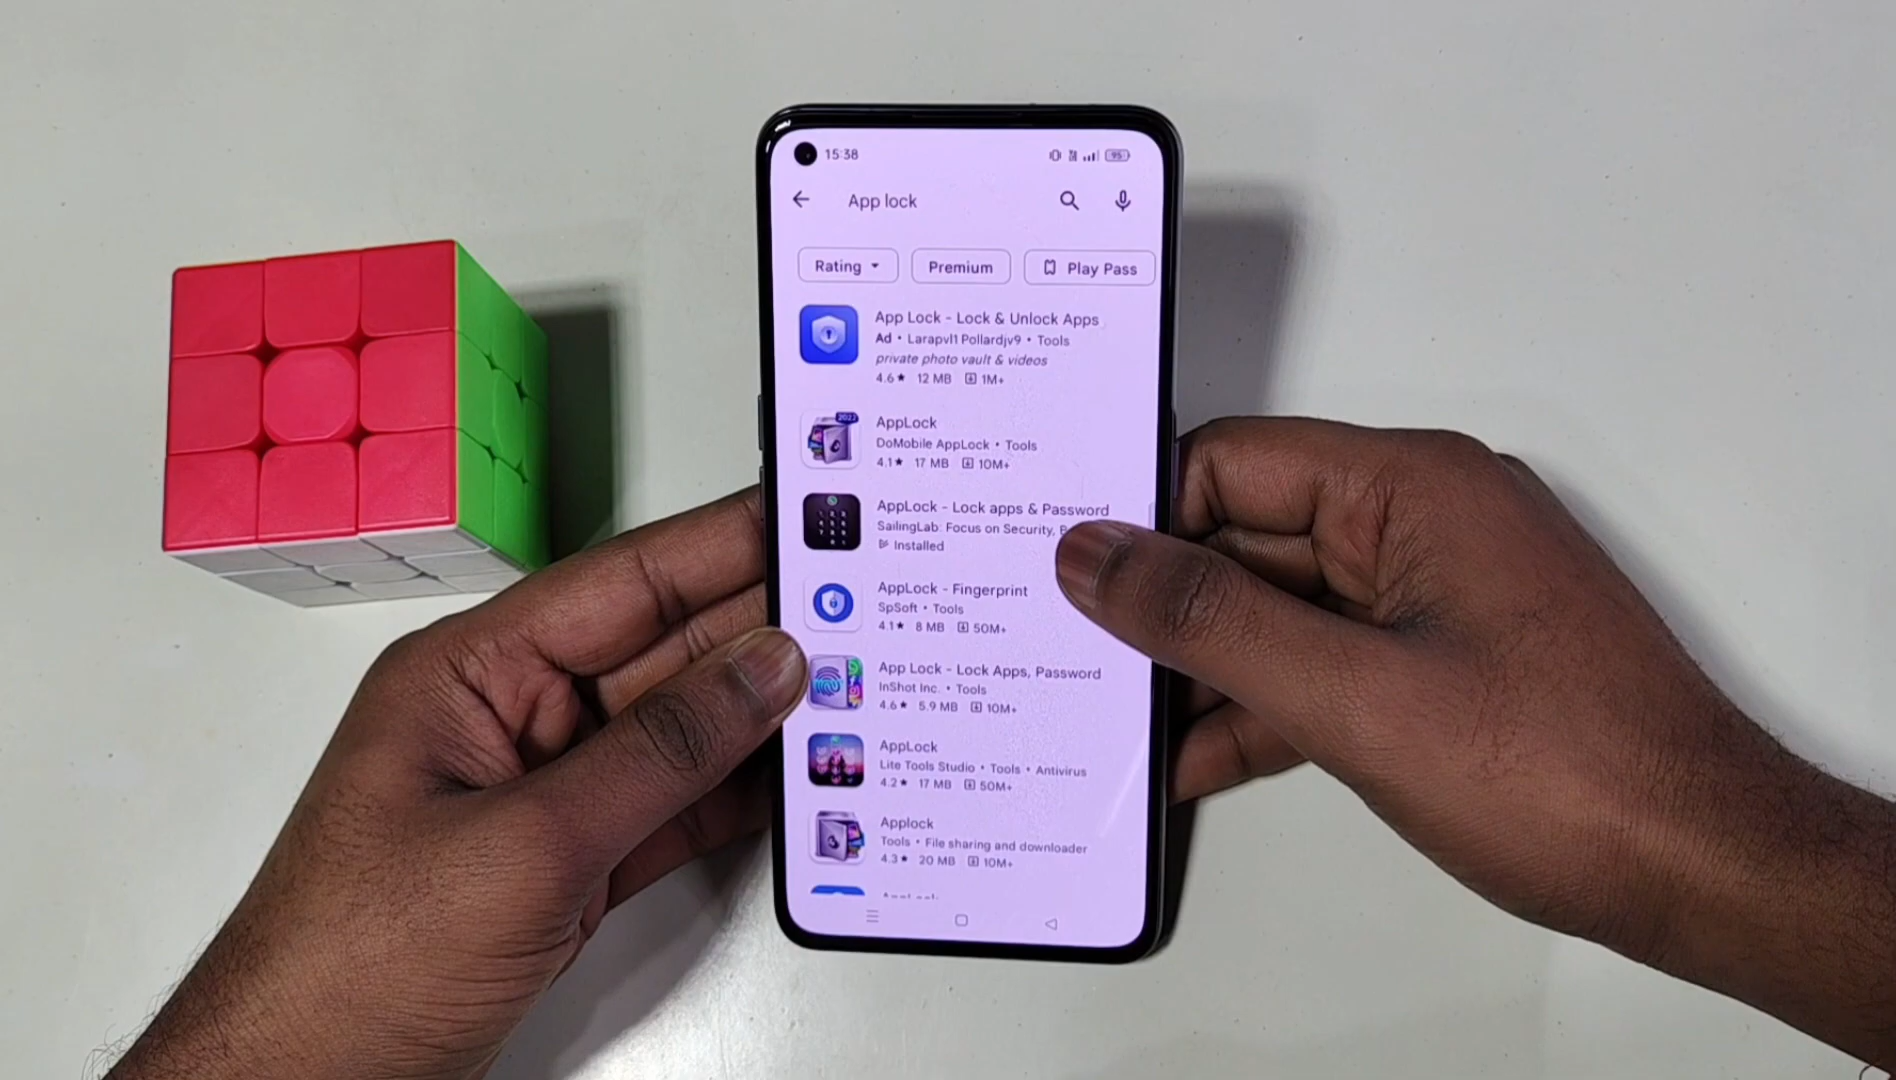 15:38
95
App lock
Rating
Premium
Play Pass
App Lock - Lock & Unlock Apps
Ad • Larapvl1 Pollardjv9 • Tools
private photo vault & videos
4.6★ 12 MB 1M+
AppLock
DoMobile AppLock • Tools
4.1★ 17 MB 10M+
AppLock - Lock apps & Password
SailingLab: Focus on Security,
Installed
AppLock - Fingerprint
SpSoft • Tools
4.1★ 8 MB 50M+
App Lock - Lock Apps, Password
InShot Inc. • Tools
4.6★ 5.9 MB 10M+
AppLock
Lite Tools Studio • Tools • Antivirus
4.2★ 17 MB 50M+
Applock
Tools • File sharing and downloader
4.3★ 20 MB 10M+